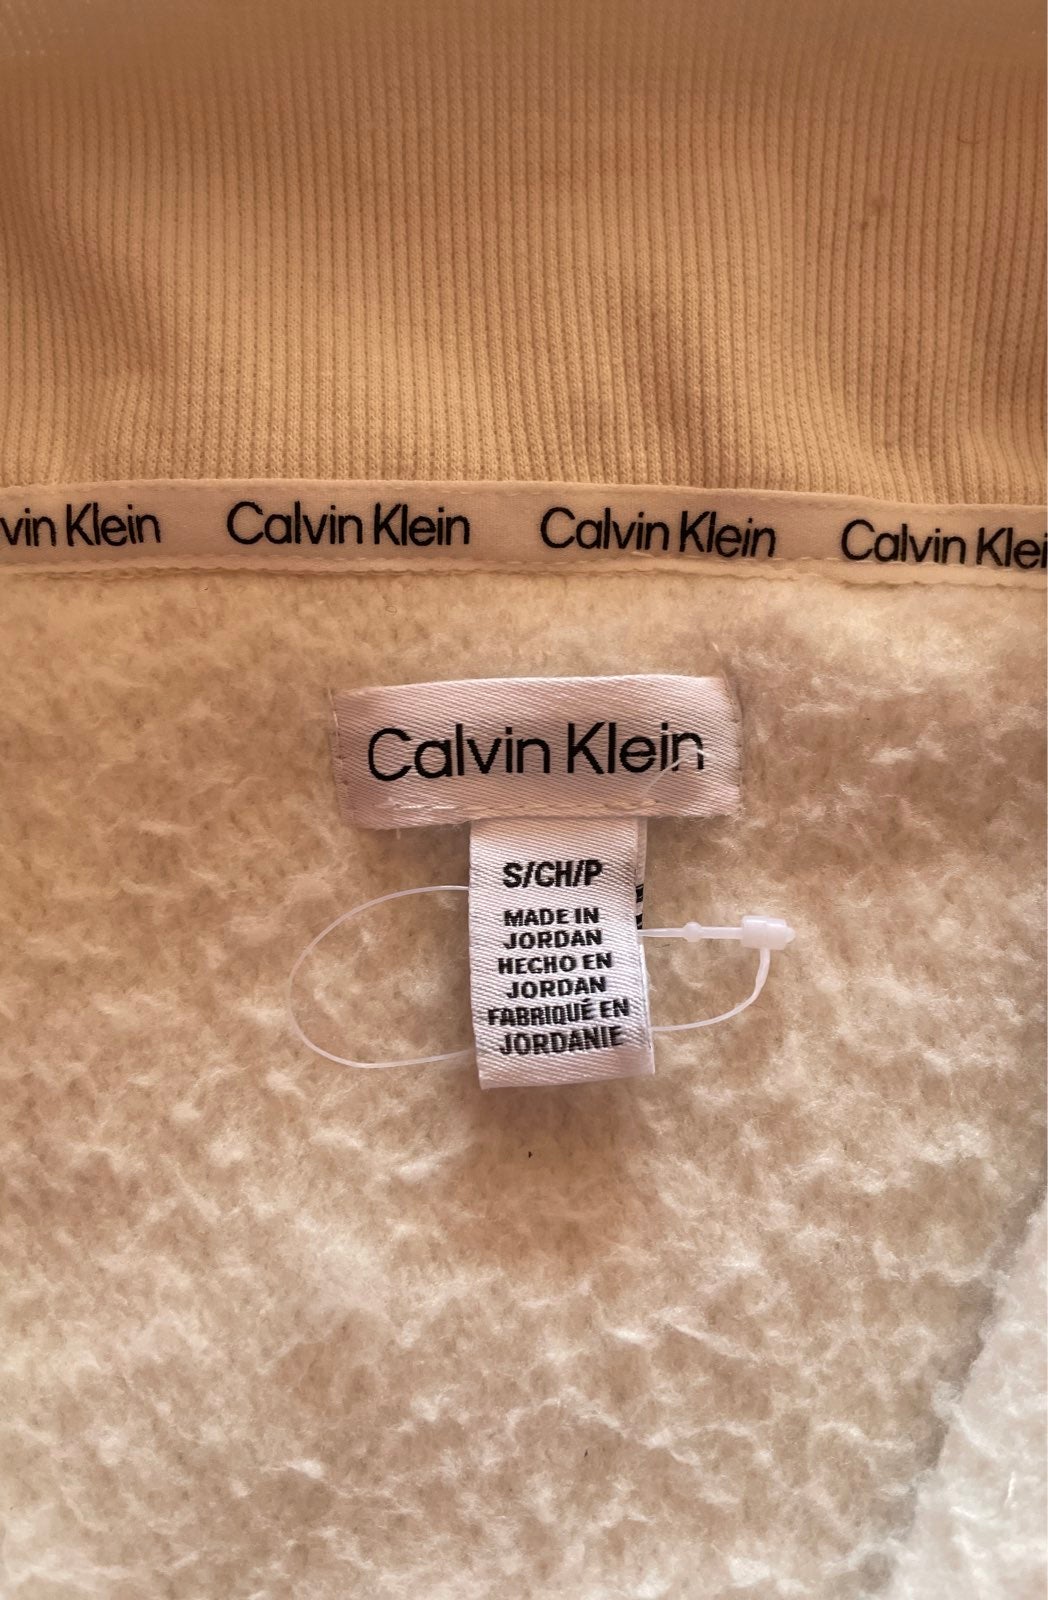 vin Klein Calvin Klein Calvin Klein Calvin Klei
Calvin Klein
S/CH/P
MADE IN
JORDAN
HECHO EN
JORDAN
FABRIQUÉ EN
JORDANIE